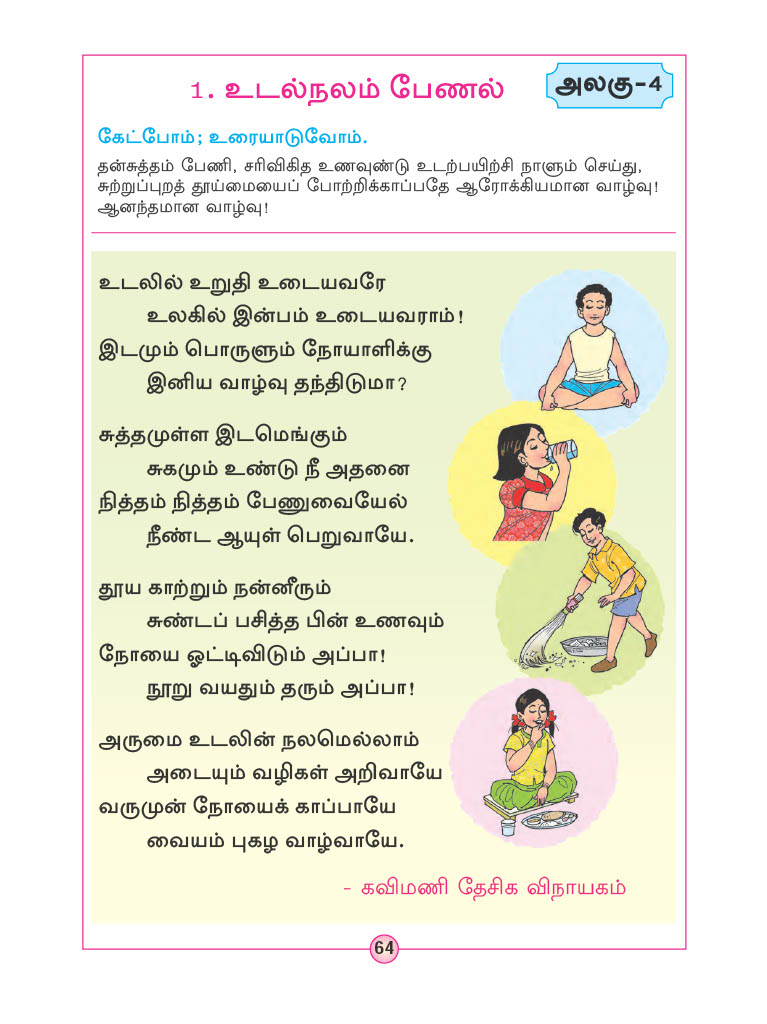 1. உடல்நலம் பேணல்
அலகு-4
கேட்போம்; உரையாடுவோம்.
தன்சுத்தம் பேணி, சரிவிகித உணவுண்டு உடற்பயிற்சி நாளும் செய்து,
சுற்றுப்புறத் தூய்மையைப் போற்றிக்காப்பதே ஆரோக்கியமான வாழ்வு!
ஆனந்தமான வாழ்வு!
உடலில் உறுதி உடையவரே
உலகில் இன்பம் உடையவராம்!
இடமும் பொருளும் நோயாளிக்கு
இனிய வாழ்வு தந்திடுமா?
சுத்தமுள்ள இடமெங்கும்
சுகமும் உண்டு நீ அதனை
நித்தம் நித்தம் பேணுவையேல்
நீண்ட ஆயுள் பெறுவாயே.
தூய காற்றும் நன்னீரும்
சுண்டப் பசித்த பின் உணவும்
நோயை ஓட்டிவிடும் அப்பா!
நூறு வயதும் தரும் அப்பா!
அருமை உடலின் நலமெல்லாம்
அடையும் வழிகள் அறிவாயே
வருமுன் நோயைக் காப்பாயே
வையம் புகழ வாழ்வாயே.
- கவிமணி தேசிக விநாயகம்
64